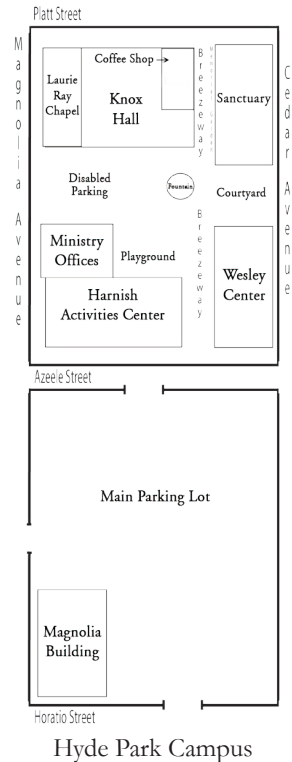 Platt Street
Magnolia Avenue
Coffee Shop
Breezeway
Cedar Avenue
Laurie
Ray
Chapel
Knox
Hall
Sanctuary
Disabled
Parking
Fountain
Courtyard
Ministry
Offices
Playground
Breezeway
Wesley
Center
Harnish
Activities Center
Azeele Street
Main Parking Lot
Magnolia
Building
Horatio Street
Hyde Park Campus